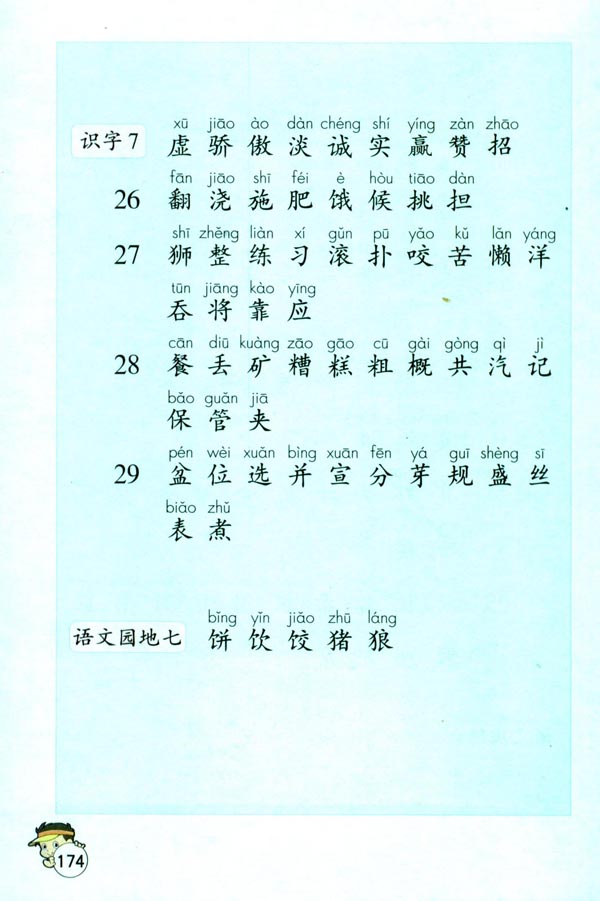 xū jiāo ào dàn chéng shí yíng zàn zhāo
识字7 虚 骄 傲 淡 诚 实 赢 赞 招
fān jiāo shī féi è hòu tiāo dàn
26 翻 浇 施 肥 饿 候 挑 担
shī zhěng liàn xí gǔn pū yǎo kǔ lǎn yáng
27 狮 整 练 习 滚 扑 咬 苦 懒 洋
tūn jiāng kào yīng
吞 将 靠 应
cān diū kuàng zāo gāo cū gài gòng qì jì
28 餐 丢 矿 糟 糕 粗 概 共 汽 记
bǎo guǎn jiā
保 管 夹
pén wèi xuǎn bìng xuān fēn yá guī shèng sī
29 盆 位 选 并 宣 分 芽 规 盛 丝
biǎo zhǔ
表 煮
bǐng yǐn jiǎo zhū láng
语文园地七 饼 饮 饺 猪 狼
174